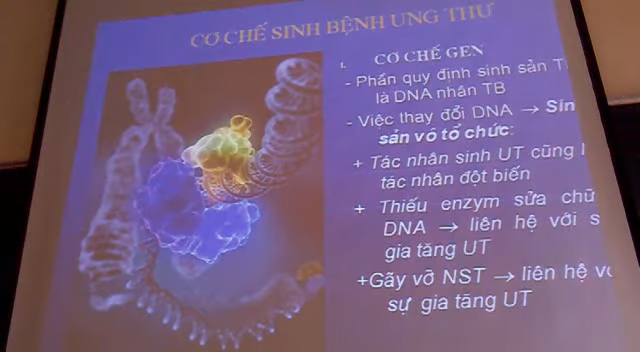 CƠ CHẾ SINH BỆNH UNG THƯ
I. CƠ CHẾ GEN
- Phần quy định sinh sản T
là DNA nhân TB
- Việc thay đổi DNA → Sin
sản vô tổ chức:
+ Tác nhân sinh UT cũng l
tác nhân đột biến
+ Thiếu enzym sửa chữ
DNA → liên hệ với s
gia tăng UT
+Gãy vỡ NST → liên hệ vớ
sự gia tăng UT